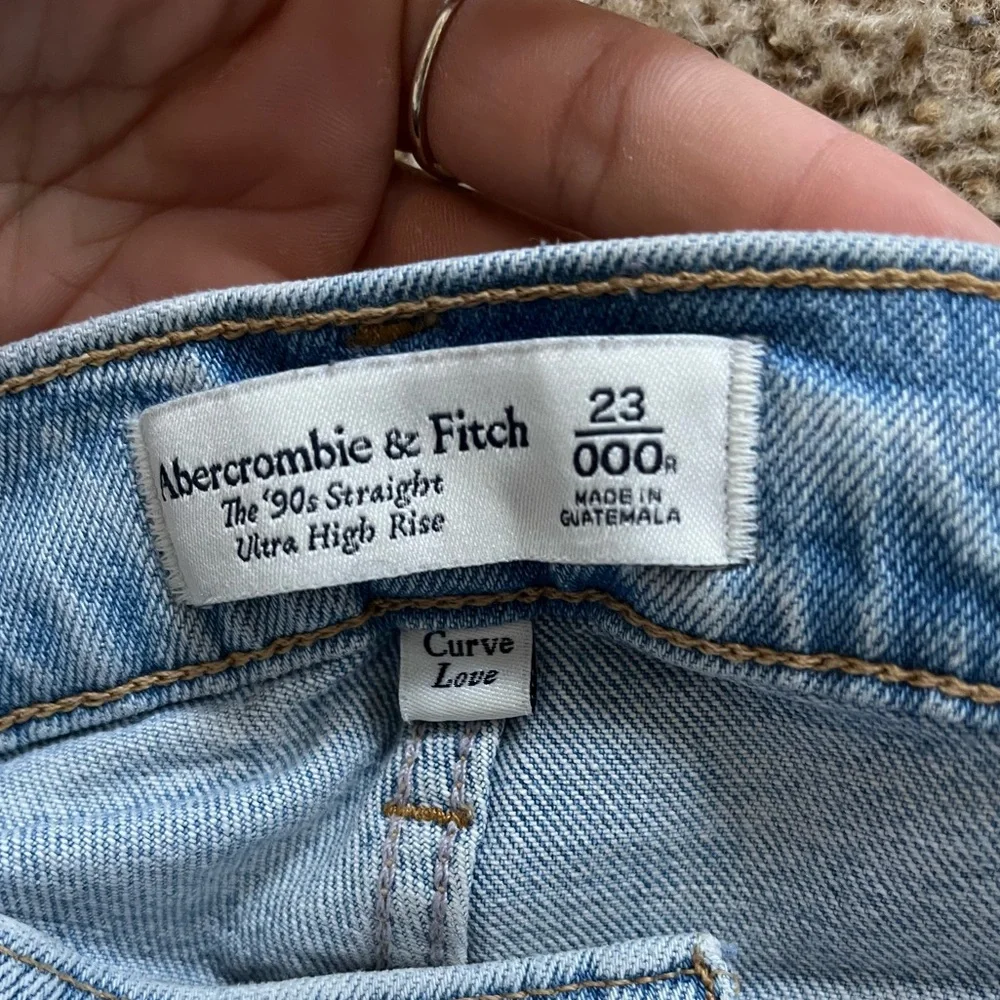 Abercrombie & Fitch
The '90s Straight
Ultra High Rise
23
000R
MADE IN
GUATEMALA
Curve
Love